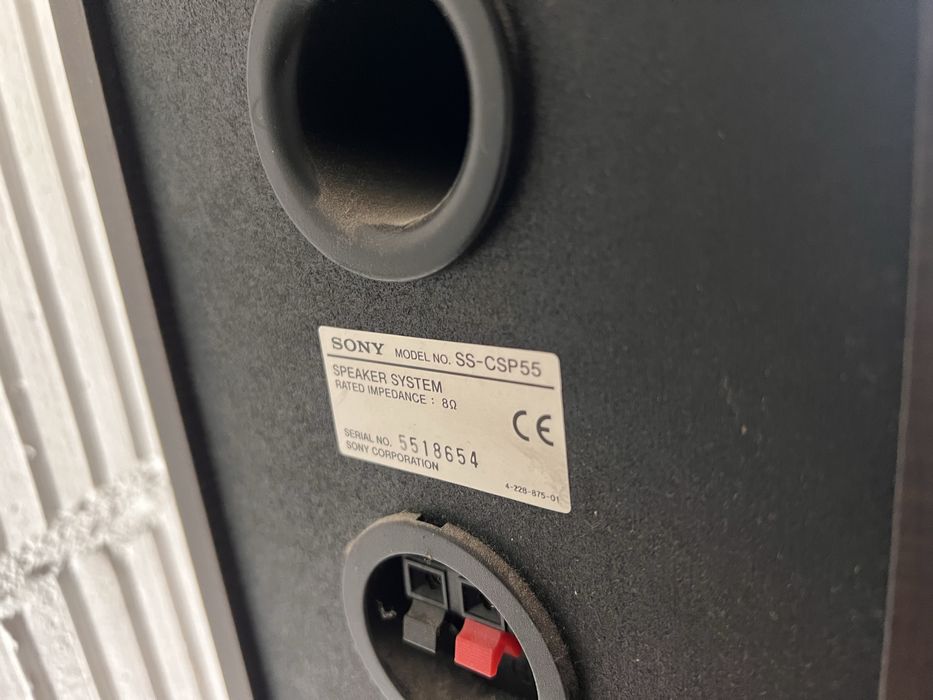 SONY MODEL NO. SS-CSP55
SPEAKER SYSTEM
RATED IMPEDANCE : 8Ω
CE
SERIAL NO. 5518654
SONY CORPORATION
4-228-875-01